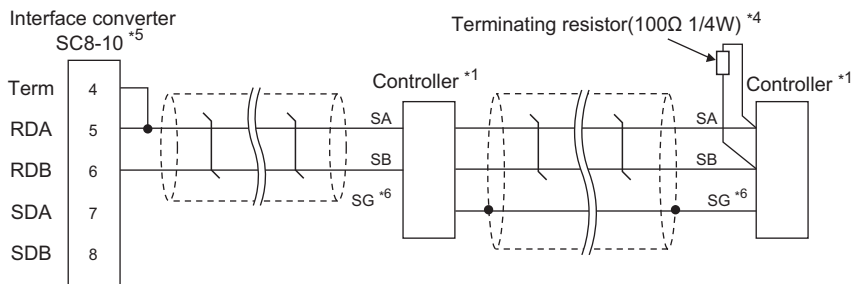 Interface converter
SC8-10 *5
Terminating resistor(100Ω 1/4W) *4
Controller *1
Controller *1
Term 4
RDA 5 SA SA
RDB 6 SB SB
SDA 7 SG *6 SG *6
SDB 8